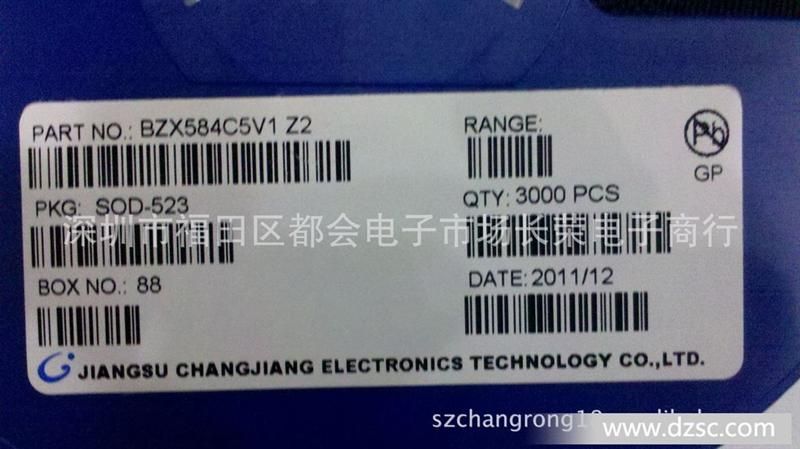 PART NO.: BZX584C5V1 Z2
RANGE:
Pb
GP
PKG: SOD-523
QTY: 3000 PCS
深圳市福田区都会电子市场长荣电子商行
BOX NO.: 88
DATE: 2011/12
JIANGSU CHANGJIANG ELECTRONICS TECHNOLOGY CO.,LTD.
www.dzsc.com